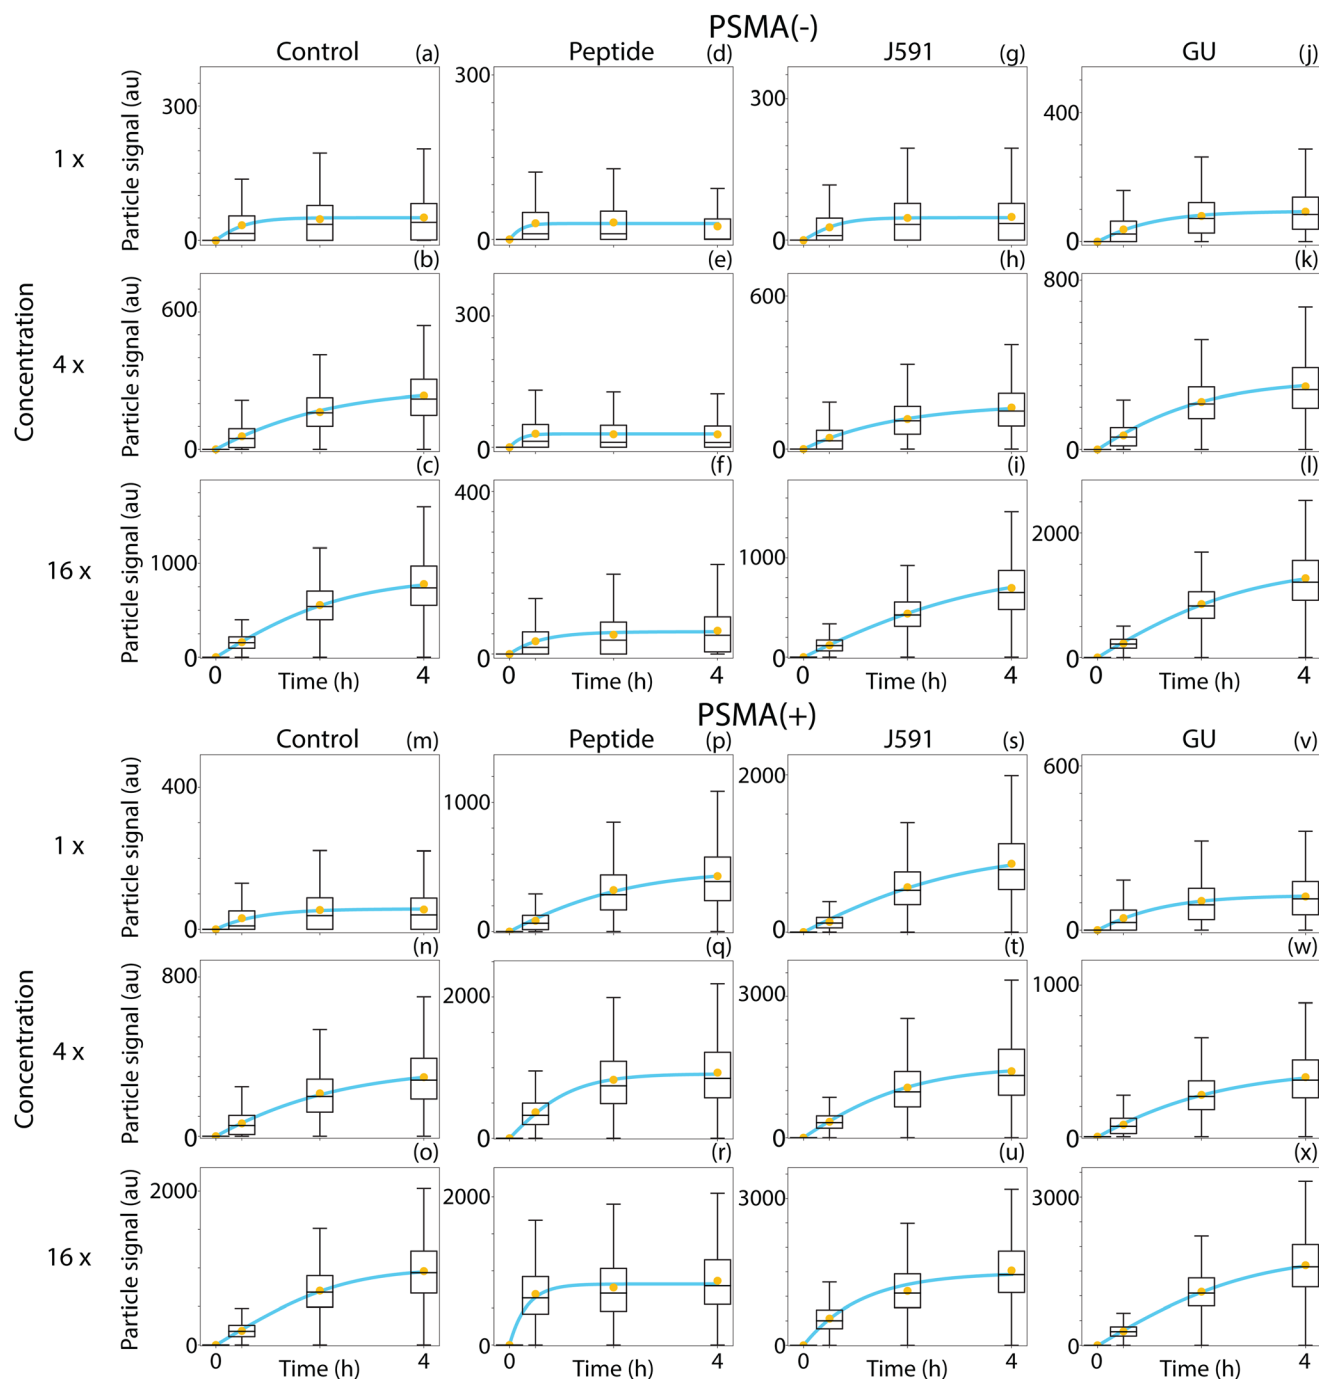 PSMA(-)
Control (a) Peptide (d) J591 (g) GU (j)
1 x Particle signal (au) 300 0 300 0 300 0 400 0
(b) (e) (h) (k)
Concentration
4 x Particle signal (au) 600 0 300 0 600 0 800 0
(c) (f) (i) (l)
16 x Particle signal (au) 1000 0 400 0 1000 0 2000 0
0 Time (h) 4 0 Time (h) 4 0 Time (h) 4 0 Time (h) 4
PSMA(+)
Control (m) Peptide (p) J591 (s) GU (v)
1 x Particle signal (au) 400 0 1000 0 2000 0 600 0
(n) (q) (t) (w)
Concentration
4 x Particle signal (au) 800 0 2000 0 3000 0 1000 0
(o) (r) (u) (x)
16 x Particle signal (au) 2000 0 2000 0 3000 0 3000 0
0 Time (h) 4 0 Time (h) 4 0 Time (h) 4 0 Time (h) 4